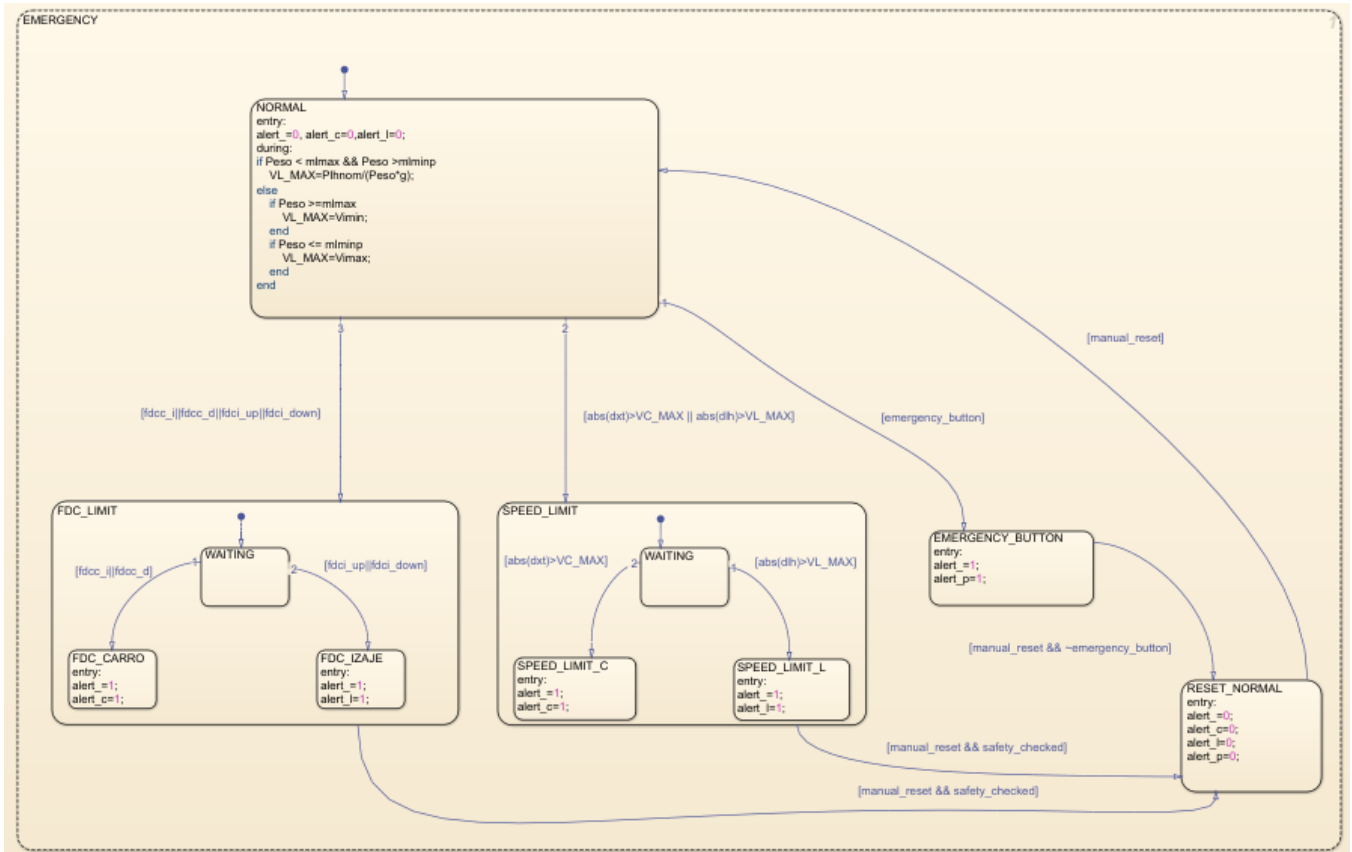 EMERGENCY
1
NORMAL
entry:
alert_=0, alert_c=0,alert_l=0;
during:
if Peso < mlmax && Peso >mlminp
VL_MAX=Plhnom/(Peso*g);
else
if Peso >=mlmax
VL_MAX=Vimin;
end
if Peso <= mlminp
VL_MAX=Vimax;
end
end
3
2
1
[manual_reset]
[fdcc_i||fdcc_d||fdci_up||fdci_down]
[abs(dxt)>VC_MAX || abs(dlh)>VL_MAX]
[emergency_button]
FDC_LIMIT
WAITING
1
2
[fdcc_i||fdcc_d]
[fdci_up||fdci_down]
FDC_CARRO
entry:
alert_=1;
alert_c=1;
FDC_IZAJE
entry:
alert_=1;
alert_l=1;
SPEED_LIMIT
WAITING
2
1
[abs(dxt)>VC_MAX]
[abs(dlh)>VL_MAX]
SPEED_LIMIT_C
entry:
alert_=1;
alert_c=1;
SPEED_LIMIT_L
entry:
alert_=1;
alert_l=1;
EMERGENCY_BUTTON
entry:
alert_=1;
alert_p=1;
[manual_reset && ~emergency_button]
RESET_NORMAL
entry:
alert_=0;
alert_c=0;
alert_l=0;
alert_p=0;
[manual_reset && safety_checked]
[manual_reset && safety_checked]